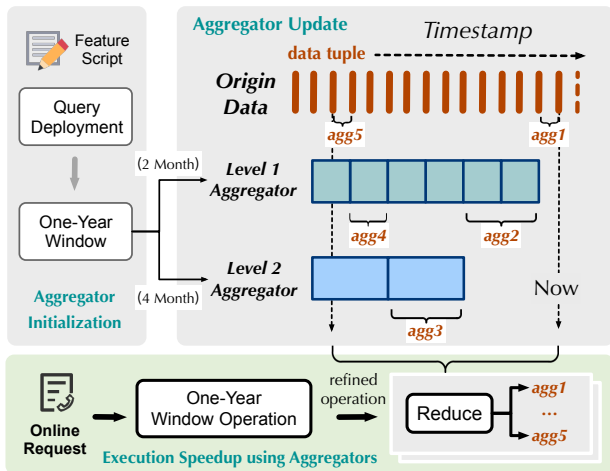 Feature
Script
Query
Deployment
One-Year
Window
Aggregator
Initialization
(2 Month)
(4 Month)
Aggregator Update
Timestamp
data tuple
Origin
Data
agg5
agg1
Level 1
Aggregator
agg4
agg2
Level 2
Aggregator
agg3
Now
Online
Request
One-Year
Window Operation
refined
operation
Reduce
agg1
...
agg5
Execution Speedup using Aggregators